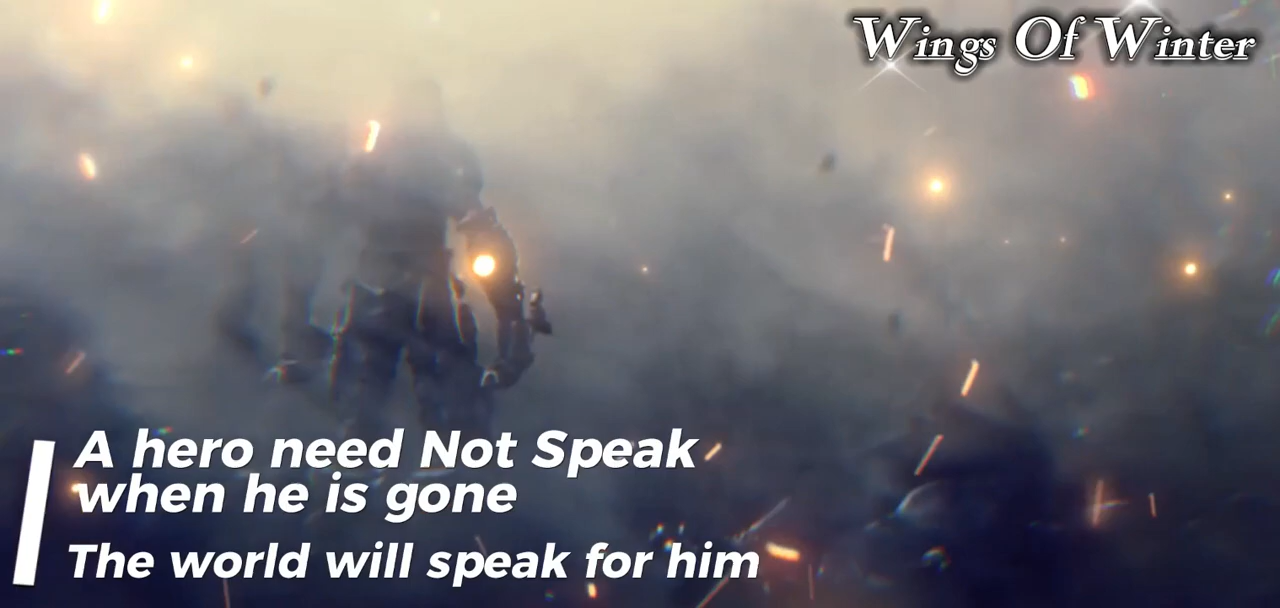 Wings Of Winter
A hero need Not Speak
when he is gone
The world will speak for him